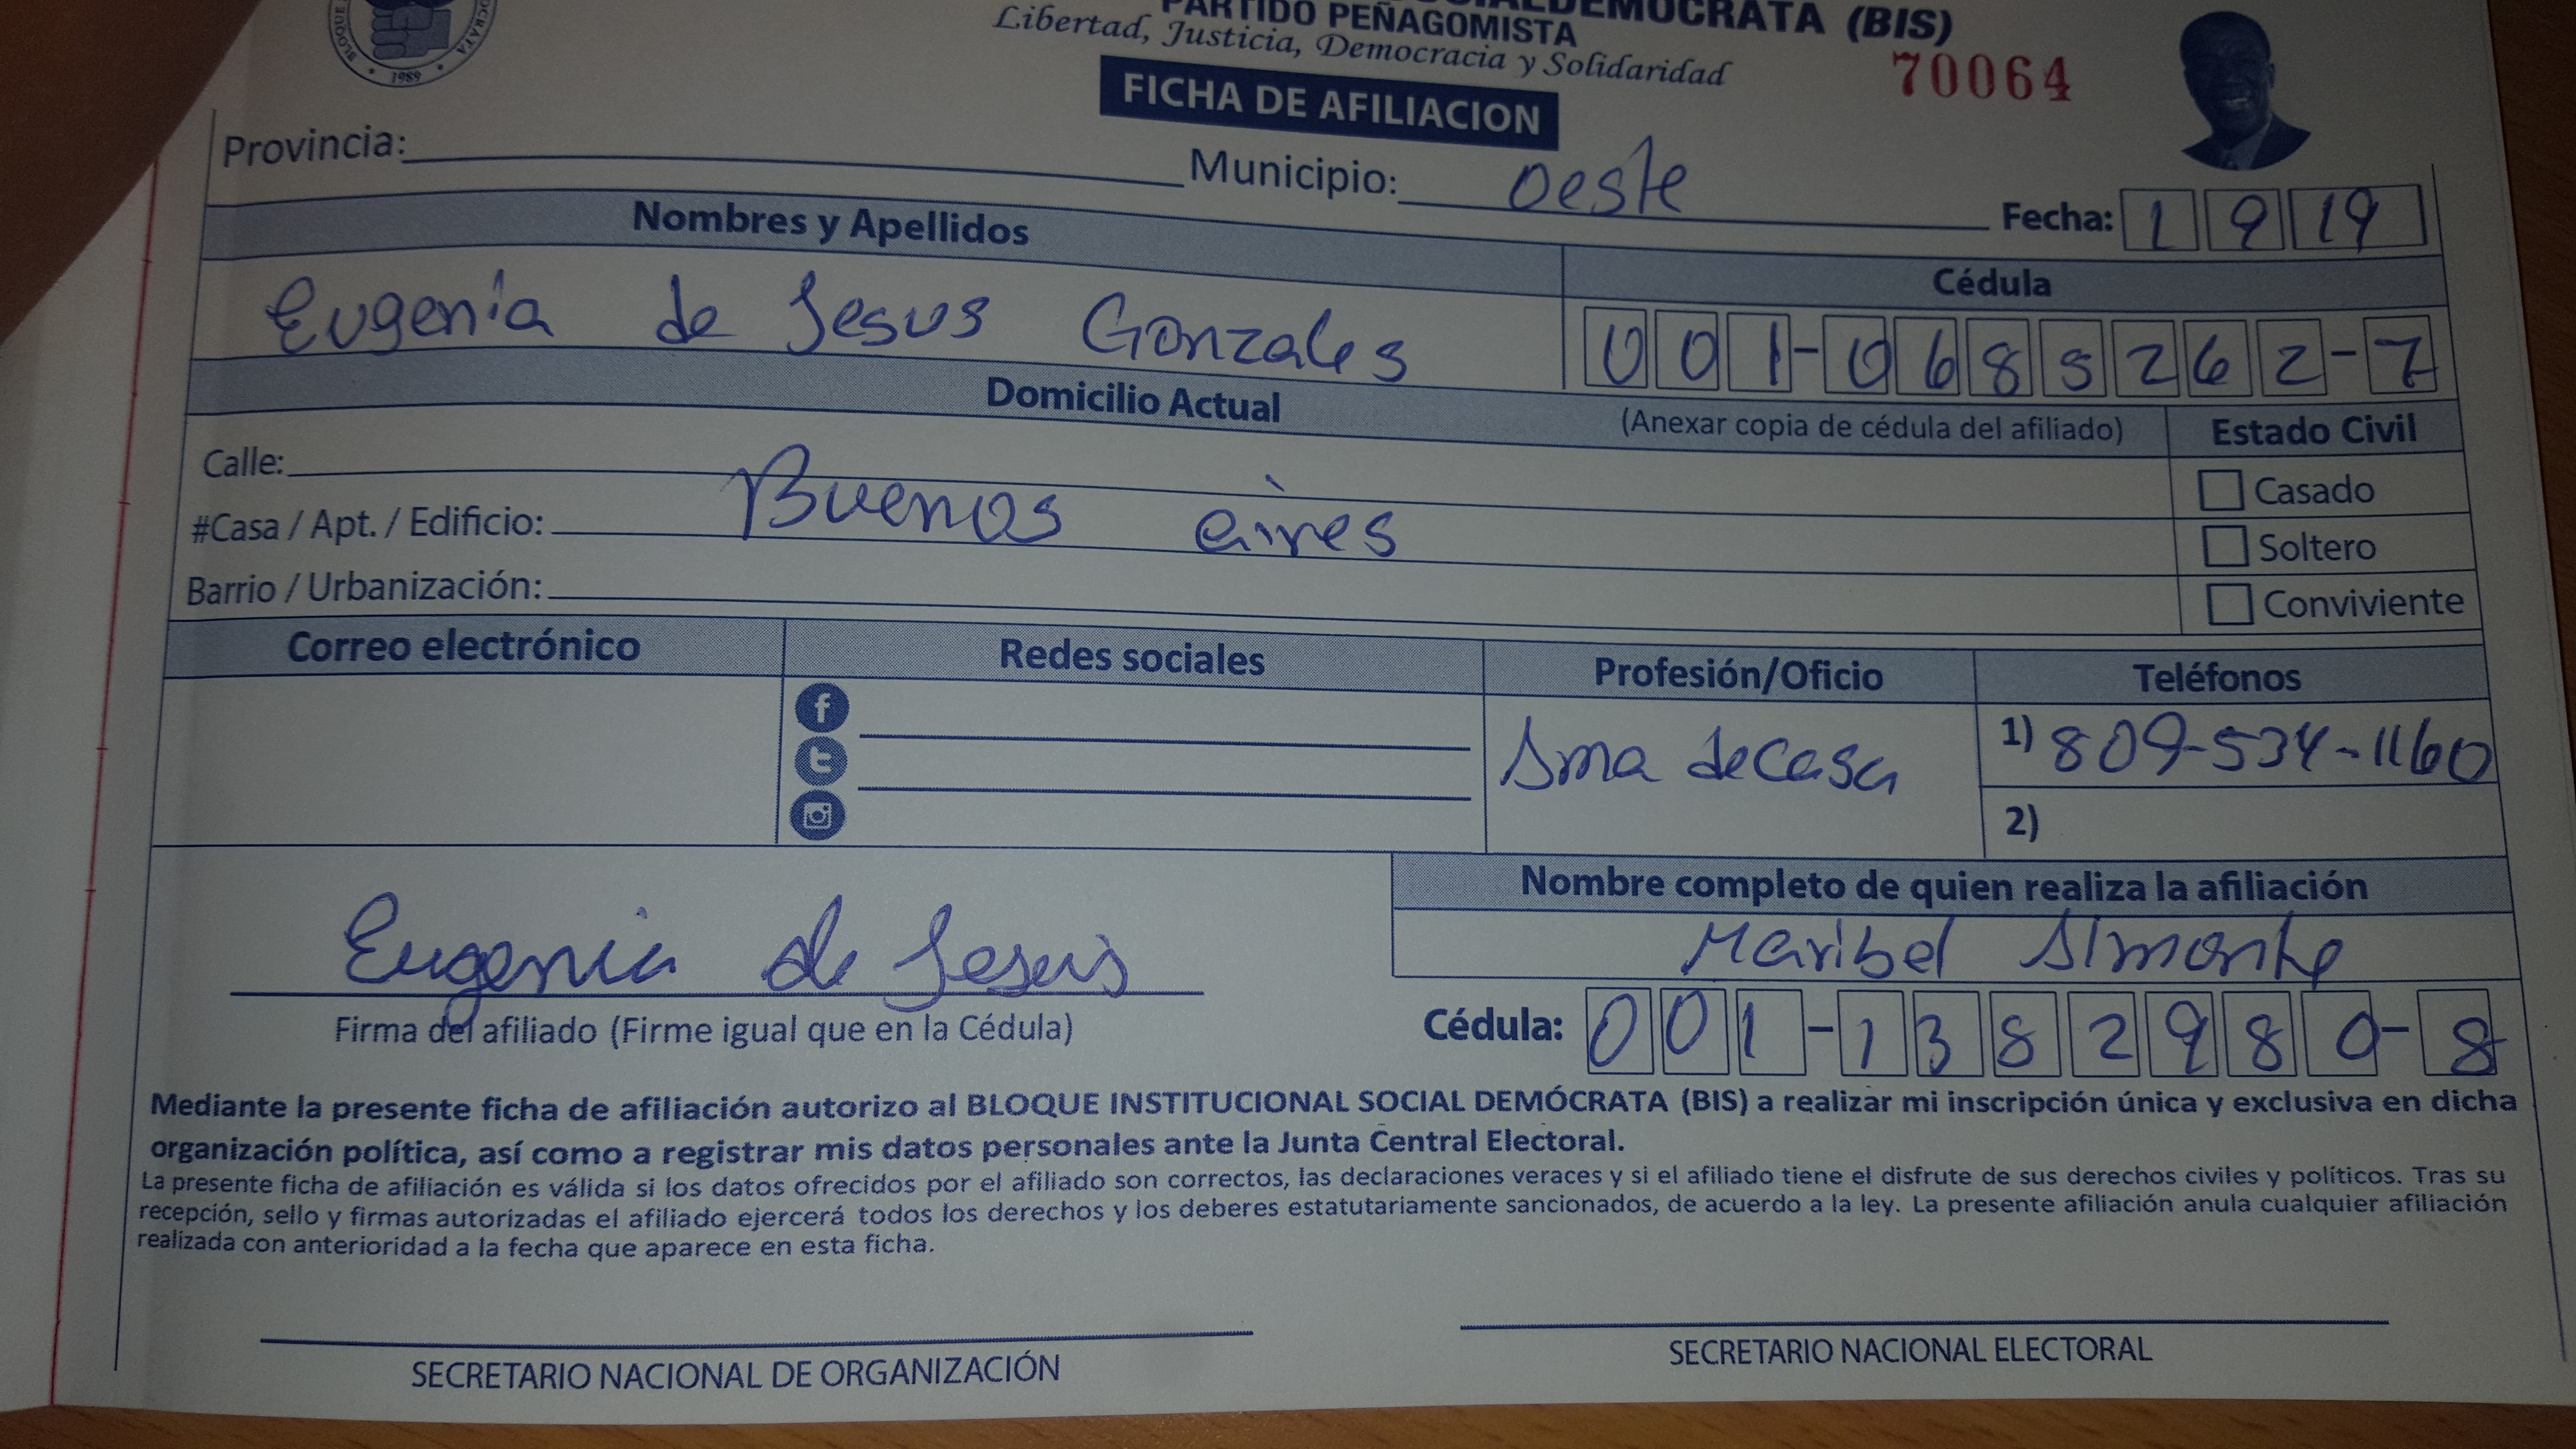 SOCIALDEMOCRATA (BIS)
PARTIDO PEÑAGOMISTA
Libertad, Justicia, Democracia y Solidaridad
70064
FICHA DE AFILIACION
BLOQUE
1989
Provincia:
Municipio: oeste
Fecha: 1 9 19
Nombres y Apellidos
Cédula
Eugenia de Jesus Gonzales
001-0685262-7
Domicilio Actual
(Anexar copia de cédula del afiliado)
Estado Civil
Calle:
Casado
#Casa / Apt. / Edificio: Buenos aires
Soltero
Barrio / Urbanización:
Conviviente
Correo electrónico
Redes sociales
Profesión/Oficio
Teléfonos
Ama de Casa
1) 809-534-1160
2)
Nombre completo de quien realiza la afiliación
Maribel Almonte
Eugenia de Jesus
Firma del afiliado (Firme igual que en la Cédula)
Cédula: 001-1382980-8
Mediante la presente ficha de afiliación autorizo al BLOQUE INSTITUCIONAL SOCIAL DEMÓCRATA (BIS) a realizar mi inscripción única y exclusiva en dicha
organización política, así como a registrar mis datos personales ante la Junta Central Electoral.
La presente ficha de afiliación es válida si los datos ofrecidos por el afiliado son correctos, las declaraciones veraces y si el afiliado tiene el disfrute de sus derechos civiles y políticos. Tras su
recepción, sello y firmas autorizadas el afiliado ejercerá todos los derechos y los deberes estatutariamente sancionados, de acuerdo a la ley. La presente afiliación anula cualquier afiliación
realizada con anterioridad a la fecha que aparece en esta ficha.
SECRETARIO NACIONAL DE ORGANIZACIÓN
SECRETARIO NACIONAL ELECTORAL